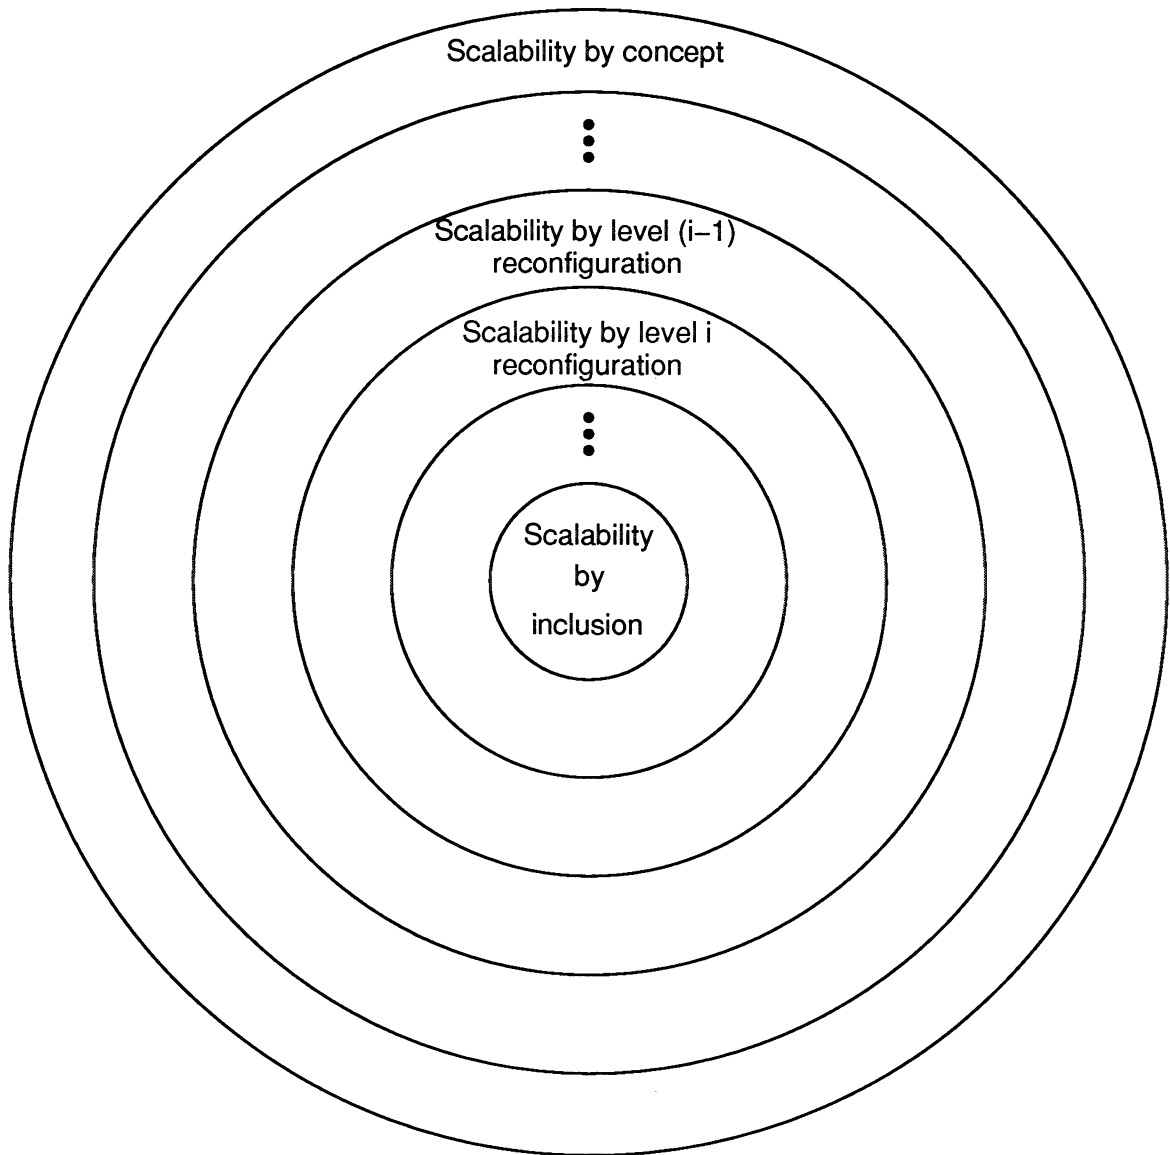 Scalability by concept
Scalability by level (i–1)
reconfiguration
Scalability by level i
reconfiguration
Scalability
by
inclusion